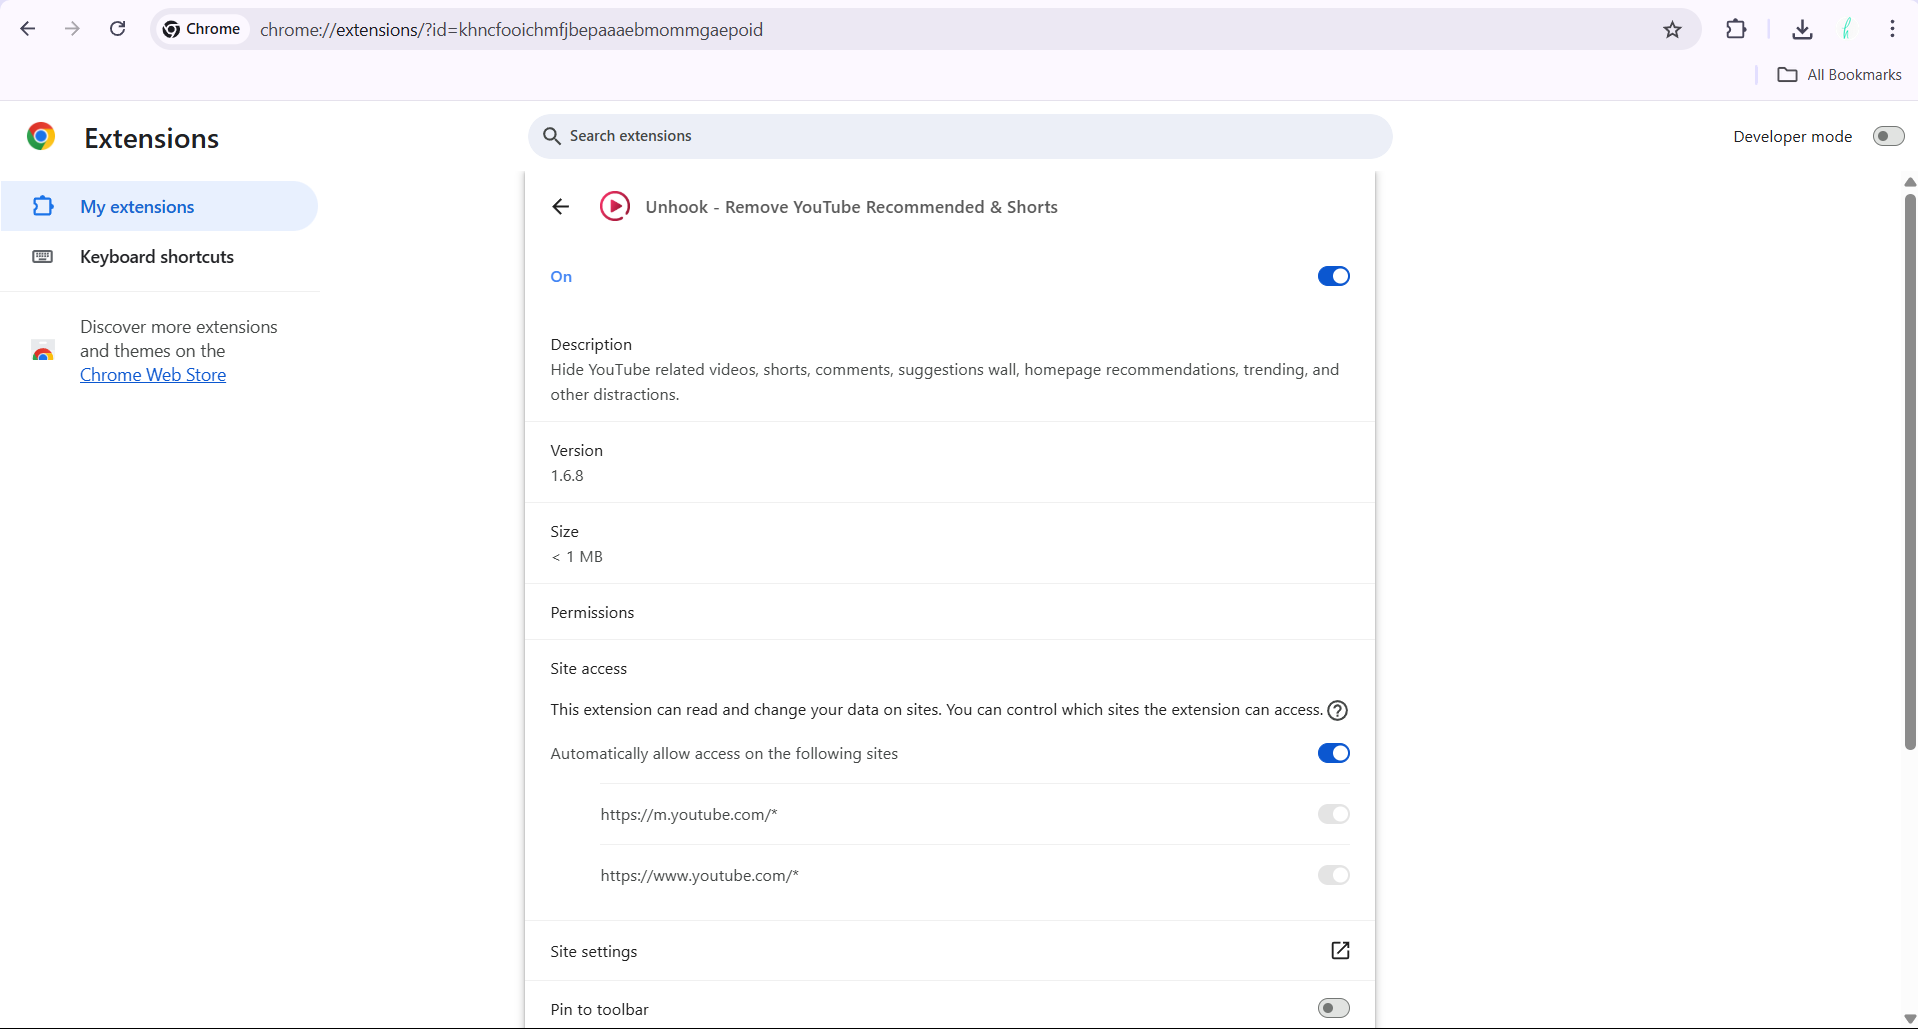 Chrome
chrome://extensions/?id=khncfooichmfjbepaaaebmommgaepoid
All Bookmarks
Extensions
Search extensions
Developer mode
My extensions
Keyboard shortcuts
Discover more extensions
and themes on the
Chrome Web Store
Unhook - Remove YouTube Recommended & Shorts
On
Description
Hide YouTube related videos, shorts, comments, suggestions wall, homepage recommendations, trending, and
other distractions.
Version
1.6.8
Size
< 1 MB
Permissions
Site access
This extension can read and change your data on sites. You can control which sites the extension can access.
Automatically allow access on the following sites
https://m.youtube.com/*
https://www.youtube.com/*
Site settings
Pin to toolbar